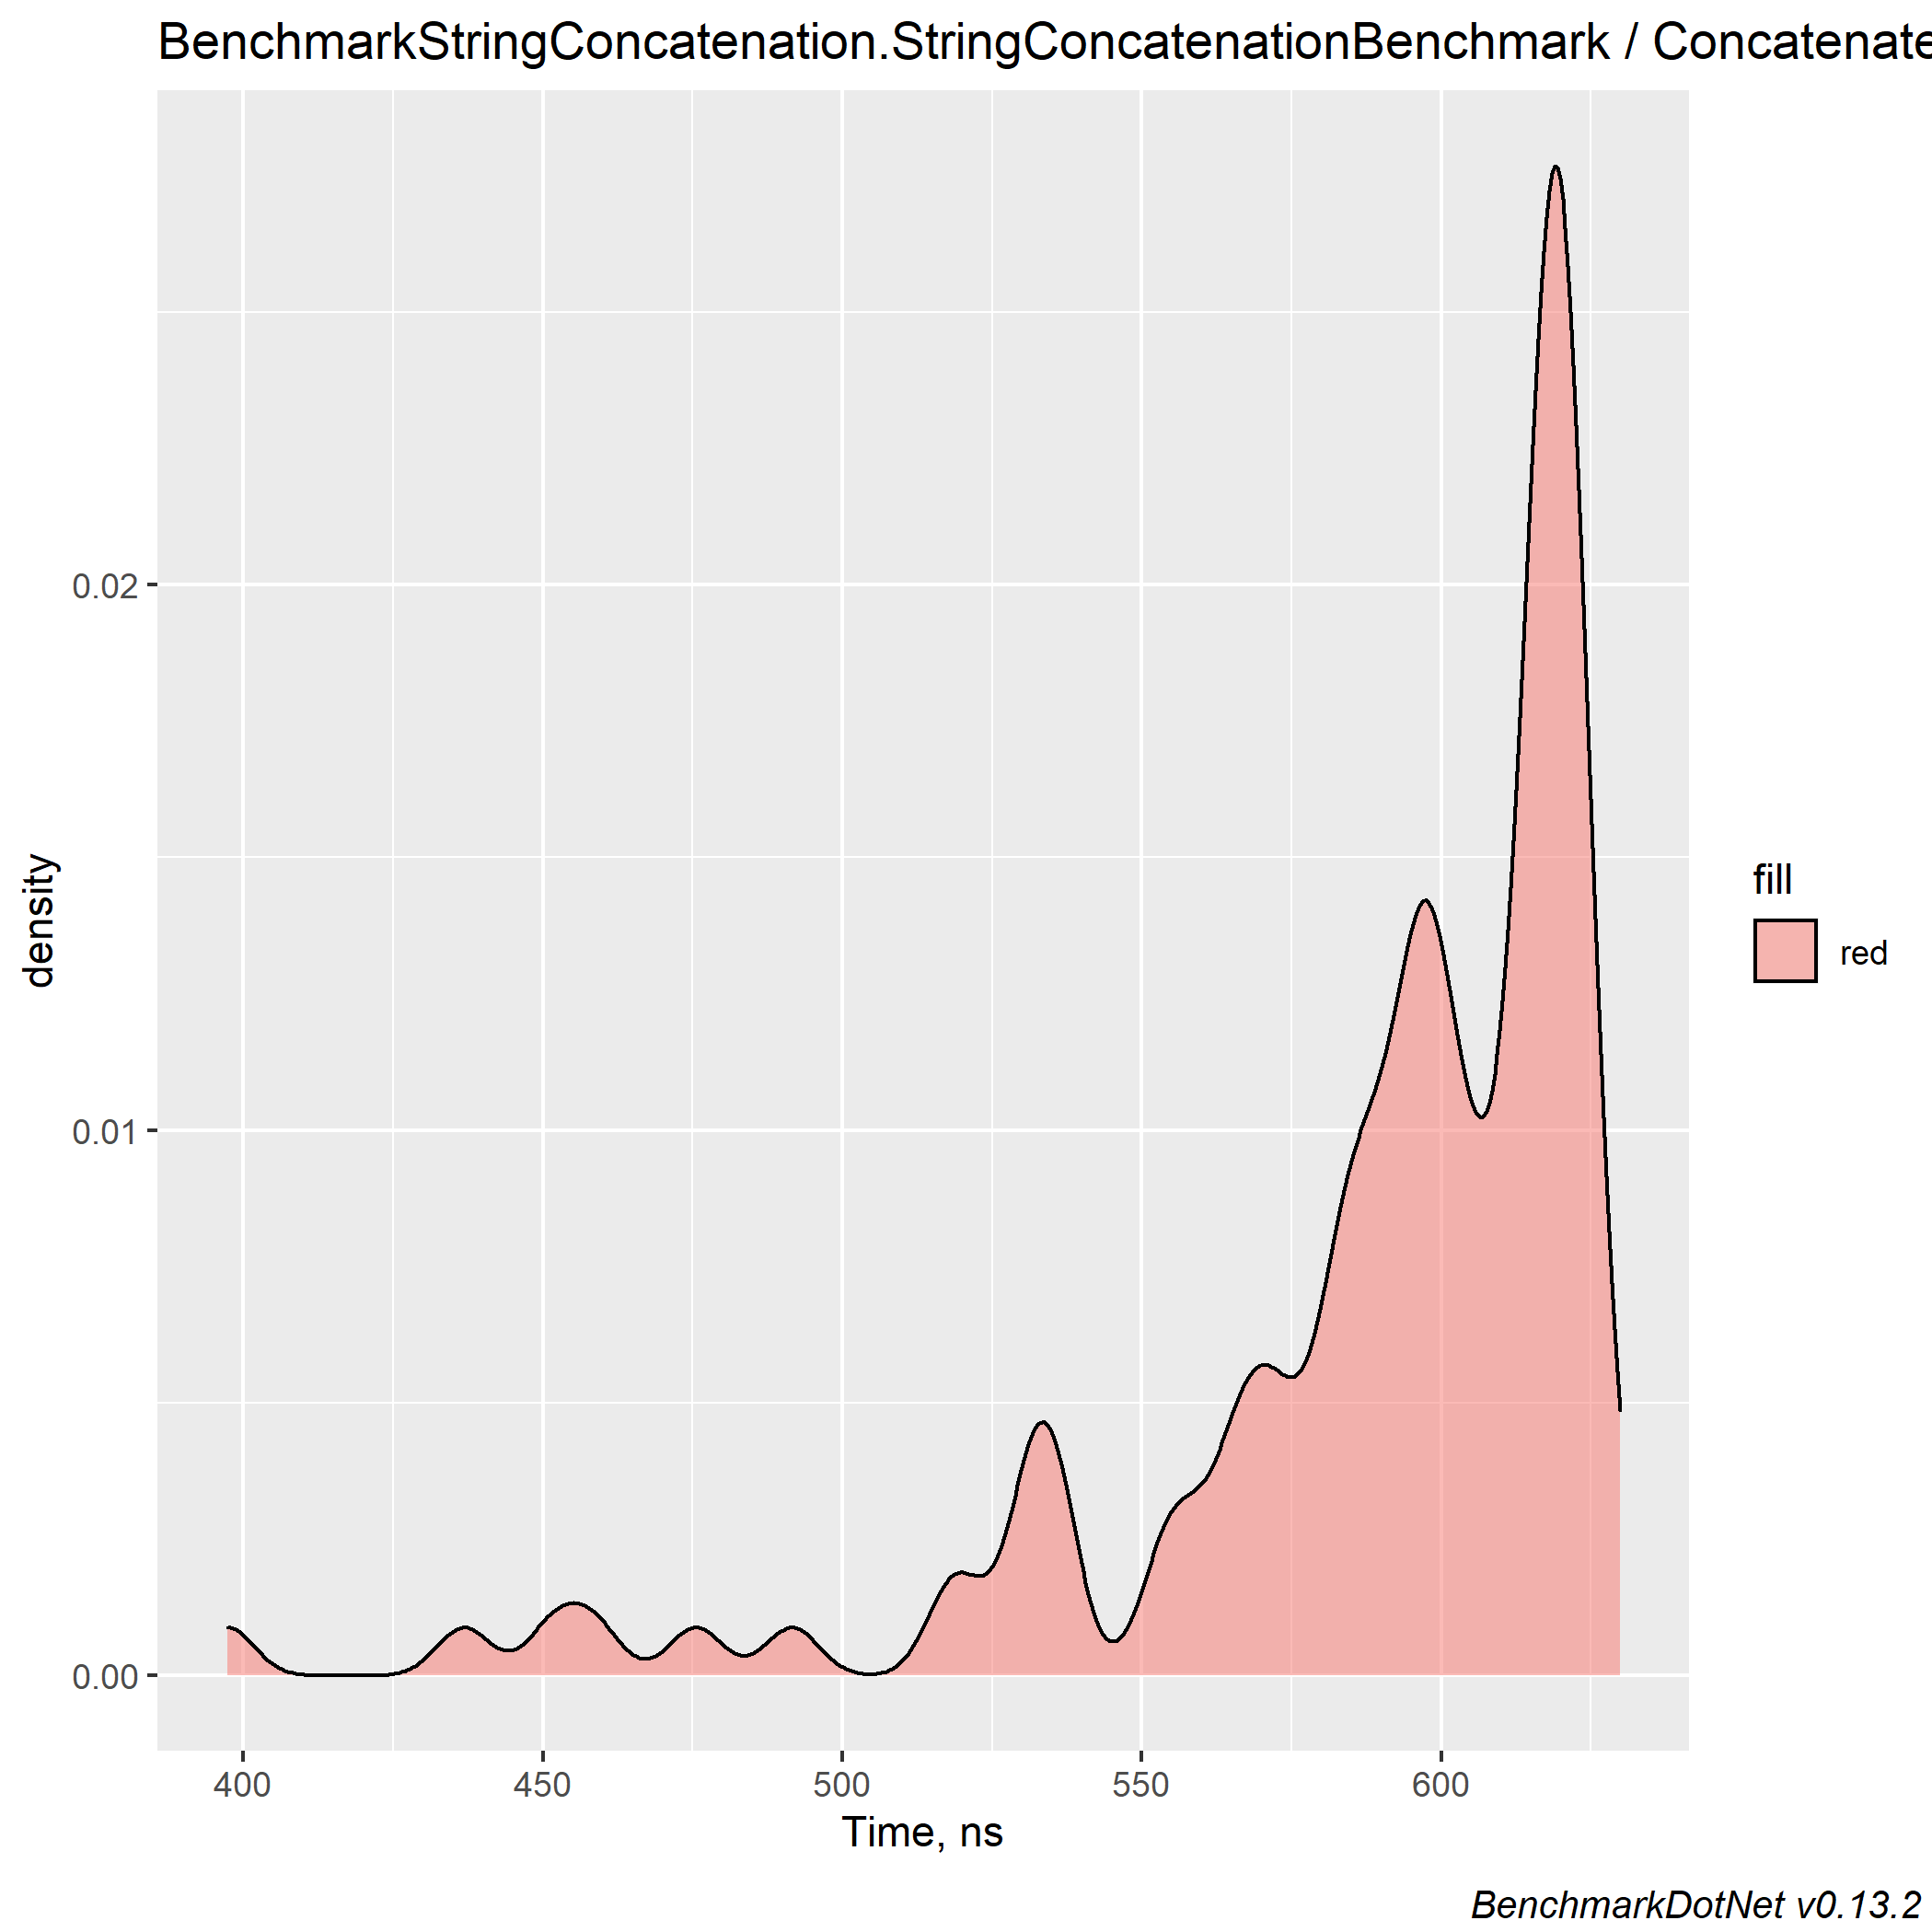 BenchmarkStringConcatenation.StringConcatenationBenchmark / Concatenate
density
0.02
0.01
0.00
400 450 500 550 600
Time, ns
fill
red
BenchmarkDotNet v0.13.2